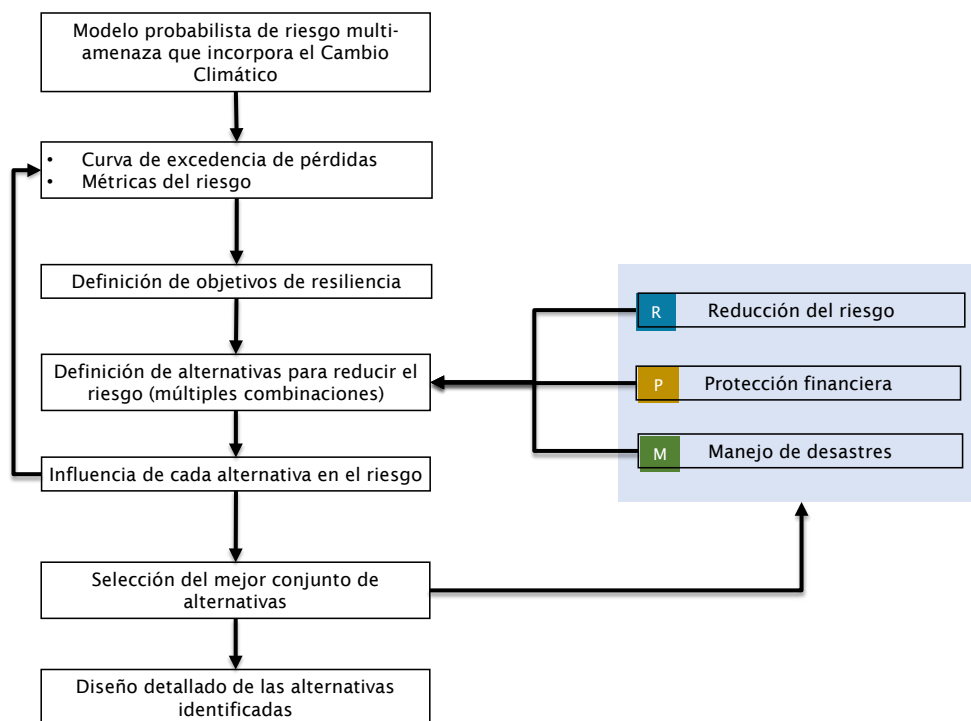 Modelo probabilista de riesgo multi-
amenaza que incorpora el Cambio
Climático
• Curva de excedencia de pérdidas
• Métricas del riesgo
Definición de objetivos de resiliencia
Definición de alternativas para reducir el
riesgo (múltiples combinaciones)
Influencia de cada alternativa en el riesgo
Selección del mejor conjunto de
alternativas
Diseño detallado de las alternativas
identificadas
R Reducción del riesgo
P Protección financiera
M Manejo de desastres